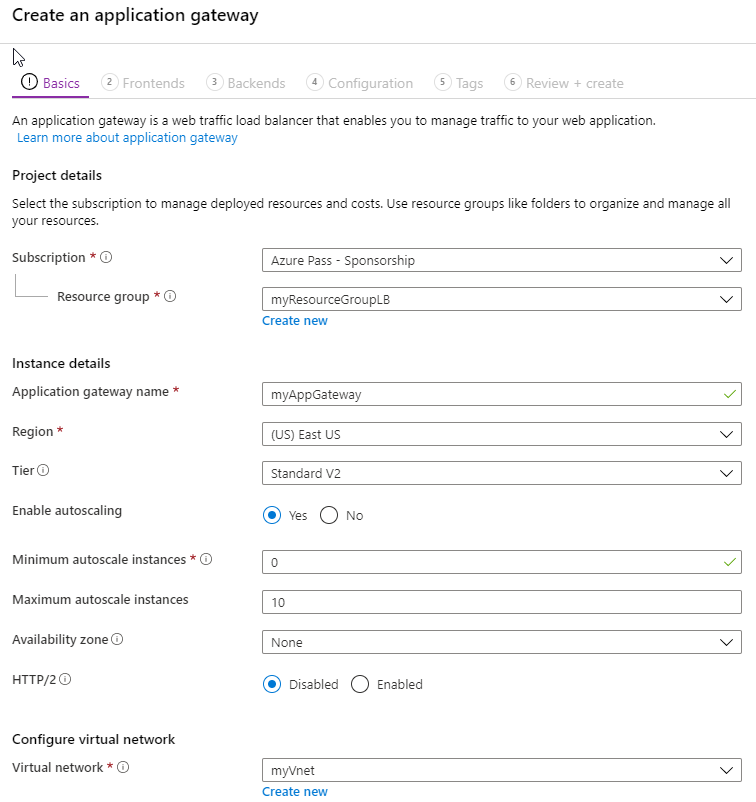 Create an application gateway
! Basics 2 Frontends 3 Backends 4 Configuration 5 Tags 6 Review + create
An application gateway is a web traffic load balancer that enables you to manage traffic to your web application.
Learn more about application gateway
Project details
Select the subscription to manage deployed resources and costs. Use resource groups like folders to organize and manage all
your resources.
Subscription * Azure Pass - Sponsorship
Resource group * myResourceGroupLB
Create new
Instance details
Application gateway name * myAppGateway
Region * (US) East US
Tier Standard V2
Enable autoscaling Yes No
Minimum autoscale instances * 0
Maximum autoscale instances 10
Availability zone None
HTTP/2 Disabled Enabled
Configure virtual network
Virtual network * myVnet
Create new